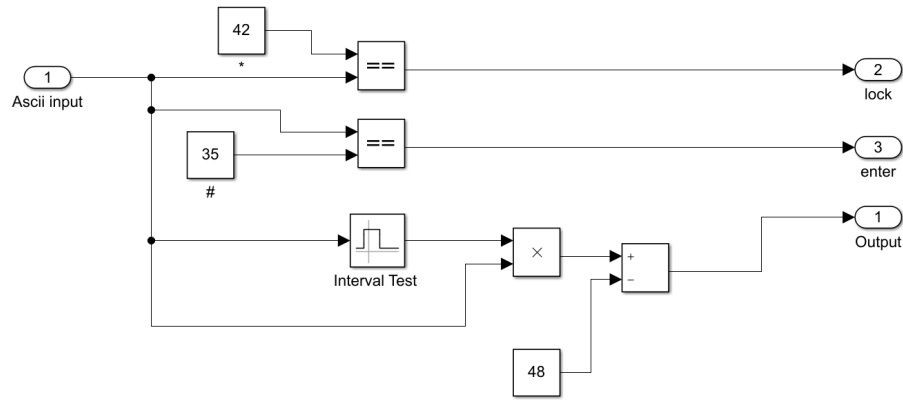 42
*
1
Ascii input
==
2
lock
35
#
==
3
enter
Interval Test
×
+
−
1
Output
48